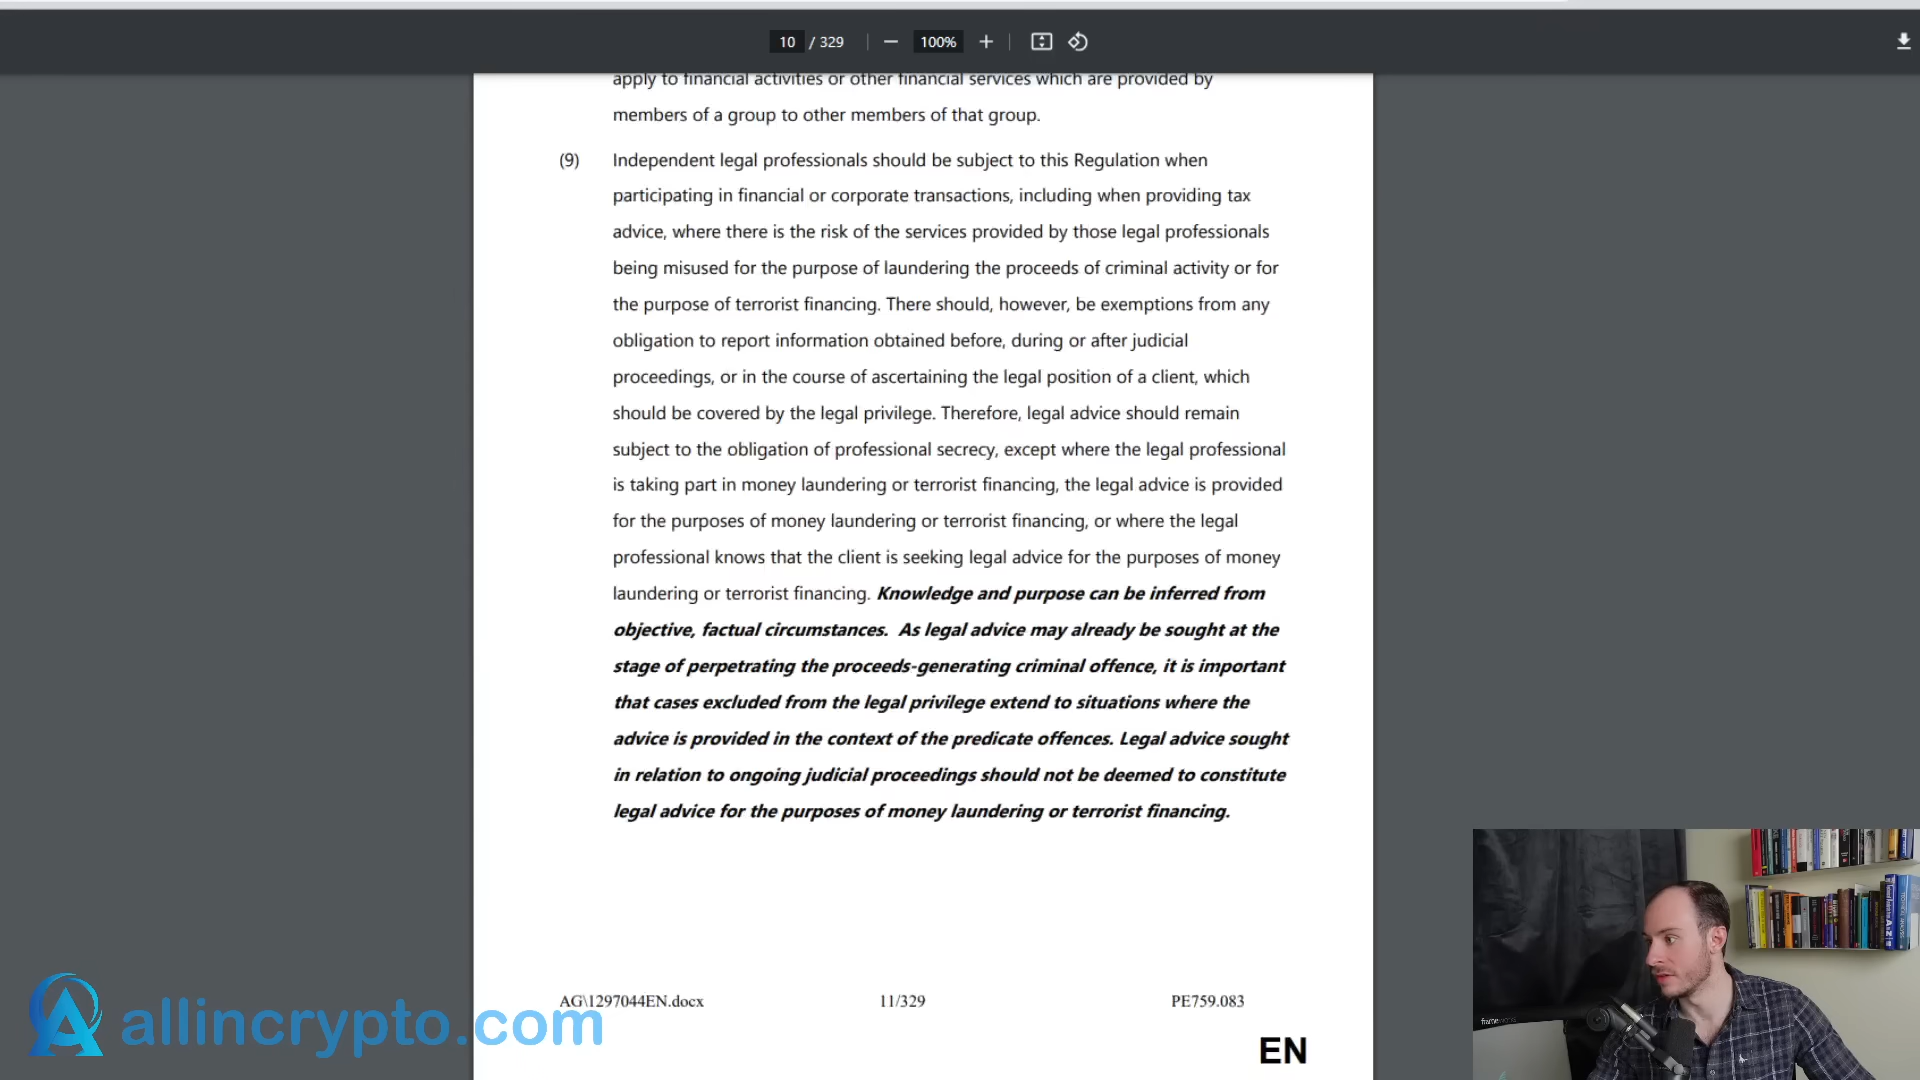 10 / 329
100%
apply to financial activities or other financial services which are provided by
members of a group to other members of that group.
(9) Independent legal professionals should be subject to this Regulation when
participating in financial or corporate transactions, including when providing tax
advice, where there is the risk of the services provided by those legal professionals
being misused for the purpose of laundering the proceeds of criminal activity or for
the purpose of terrorist financing. There should, however, be exemptions from any
obligation to report information obtained before, during or after judicial
proceedings, or in the course of ascertaining the legal position of a client, which
should be covered by the legal privilege. Therefore, legal advice should remain
subject to the obligation of professional secrecy, except where the legal professional
is taking part in money laundering or terrorist financing, the legal advice is provided
for the purposes of money laundering or terrorist financing, or where the legal
professional knows that the client is seeking legal advice for the purposes of money
laundering or terrorist financing. Knowledge and purpose can be inferred from
objective, factual circumstances. As legal advice may already be sought at the
stage of perpetrating the proceeds-generating criminal offence, it is important
that cases excluded from the legal privilege extend to situations where the
advice is provided in the context of the predicate offences. Legal advice sought
in relation to ongoing judicial proceedings should not be deemed to constitute
legal advice for the purposes of money laundering or terrorist financing.
AG\1297044EN.docx 11/329 PE759.083
EN
allincrypto.com